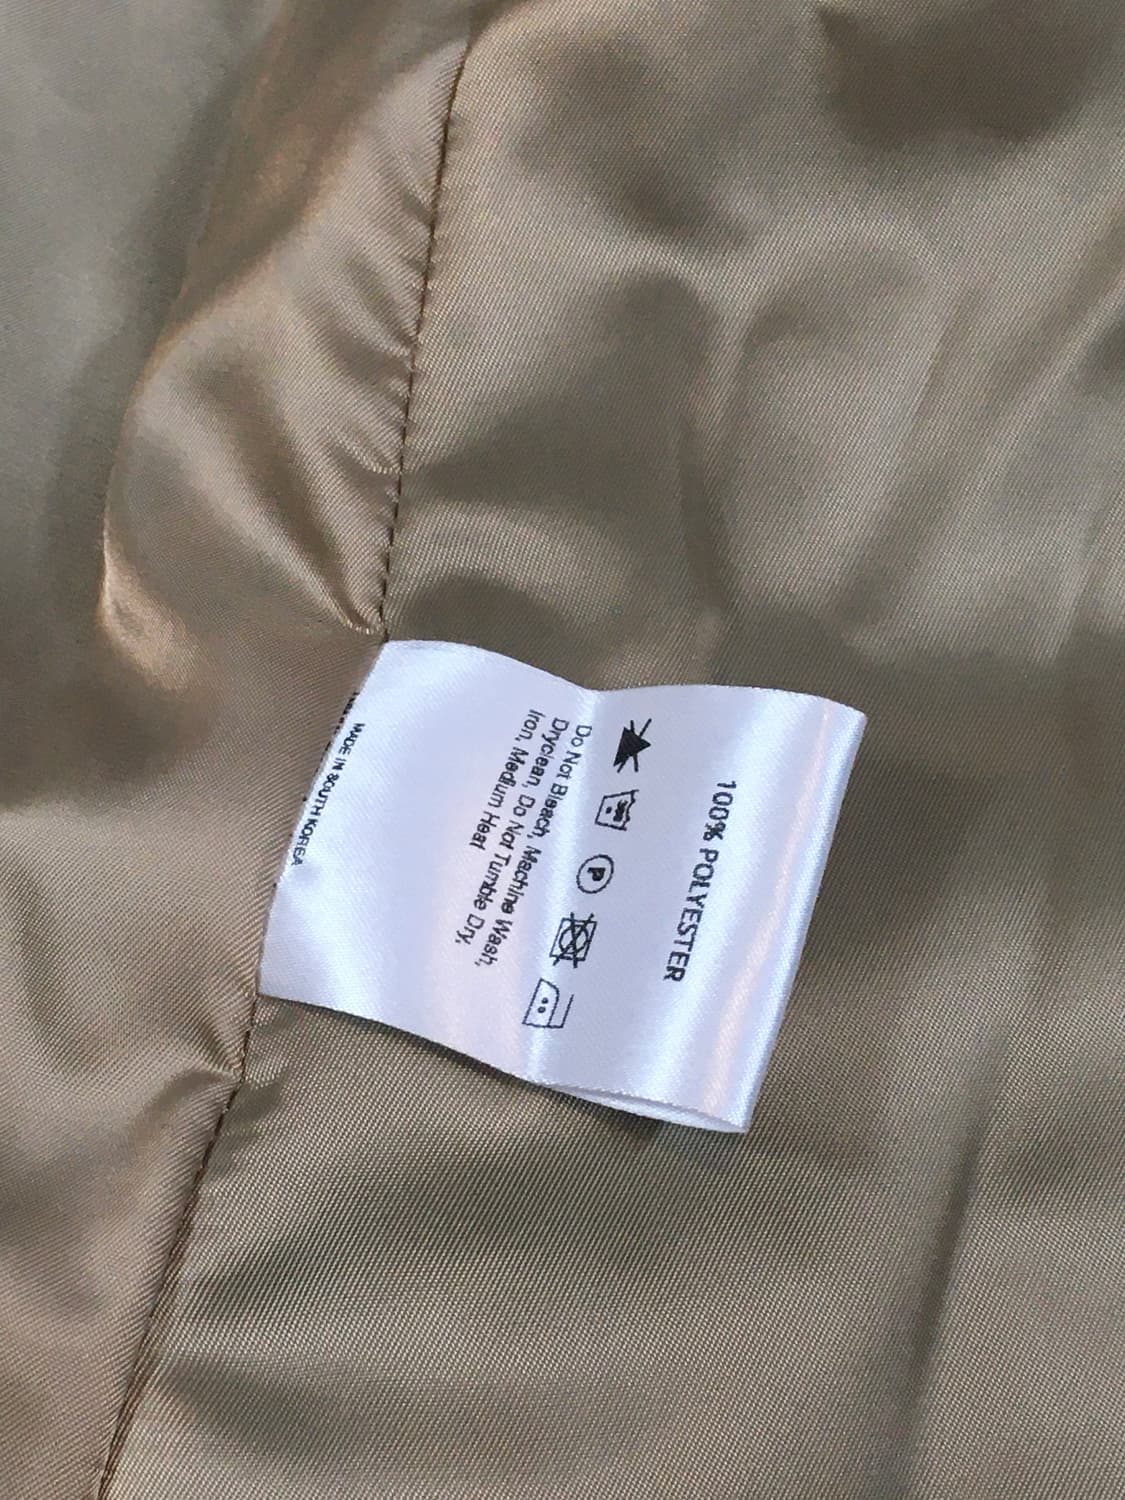 100% POLYESTER
P
Do Not Bleach, Machine Wash,
Dryclean, Do Not Tumble Dry,
Iron, Medium Heat
MADE IN SOUTH KOREA